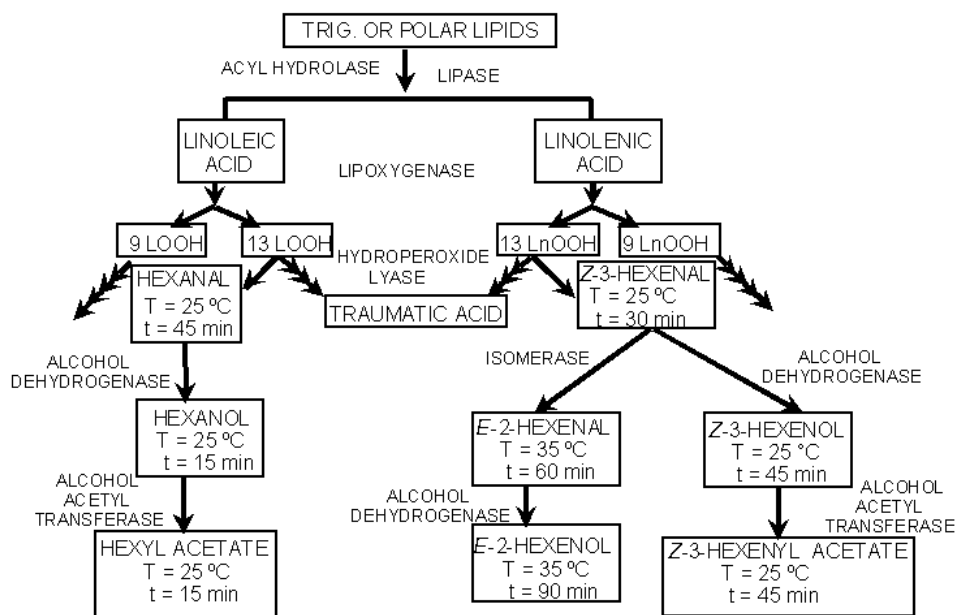 TRIG. OR POLAR LIPIDS
ACYL HYDROLASE
LIPASE
LINOLEIC
ACID
LINOLENIC
ACID
LIPOXYGENASE
9 LOOH
13 LOOH
13 LnOOH
9 LnOOH
HYDROPEROXIDE
LYASE
HEXANAL
T = 25 ºC
t = 45 min
TRAUMATIC ACID
Z-3-HEXENAL
T = 25 ºC
t = 30 min
ALCOHOL
DEHYDROGENASE
ISOMERASE
ALCOHOL
DEHYDROGENASE
HEXANOL
T = 25 ºC
t = 15 min
E-2-HEXENAL
T = 35 ºC
t = 60 min
Z-3-HEXENOL
T = 25 °C
t = 45 min
ALCOHOL
ACETYL
TRANSFERASE
ALCOHOL
DEHYDROGENASE
ALCOHOL
ACETYL
TRANSFERASE
HEXYL ACETATE
T = 25 ºC
t = 15 min
E-2-HEXENOL
T = 35 ºC
t = 90 min
Z-3-HEXENYL ACETATE
T = 25 ºC
t = 45 min